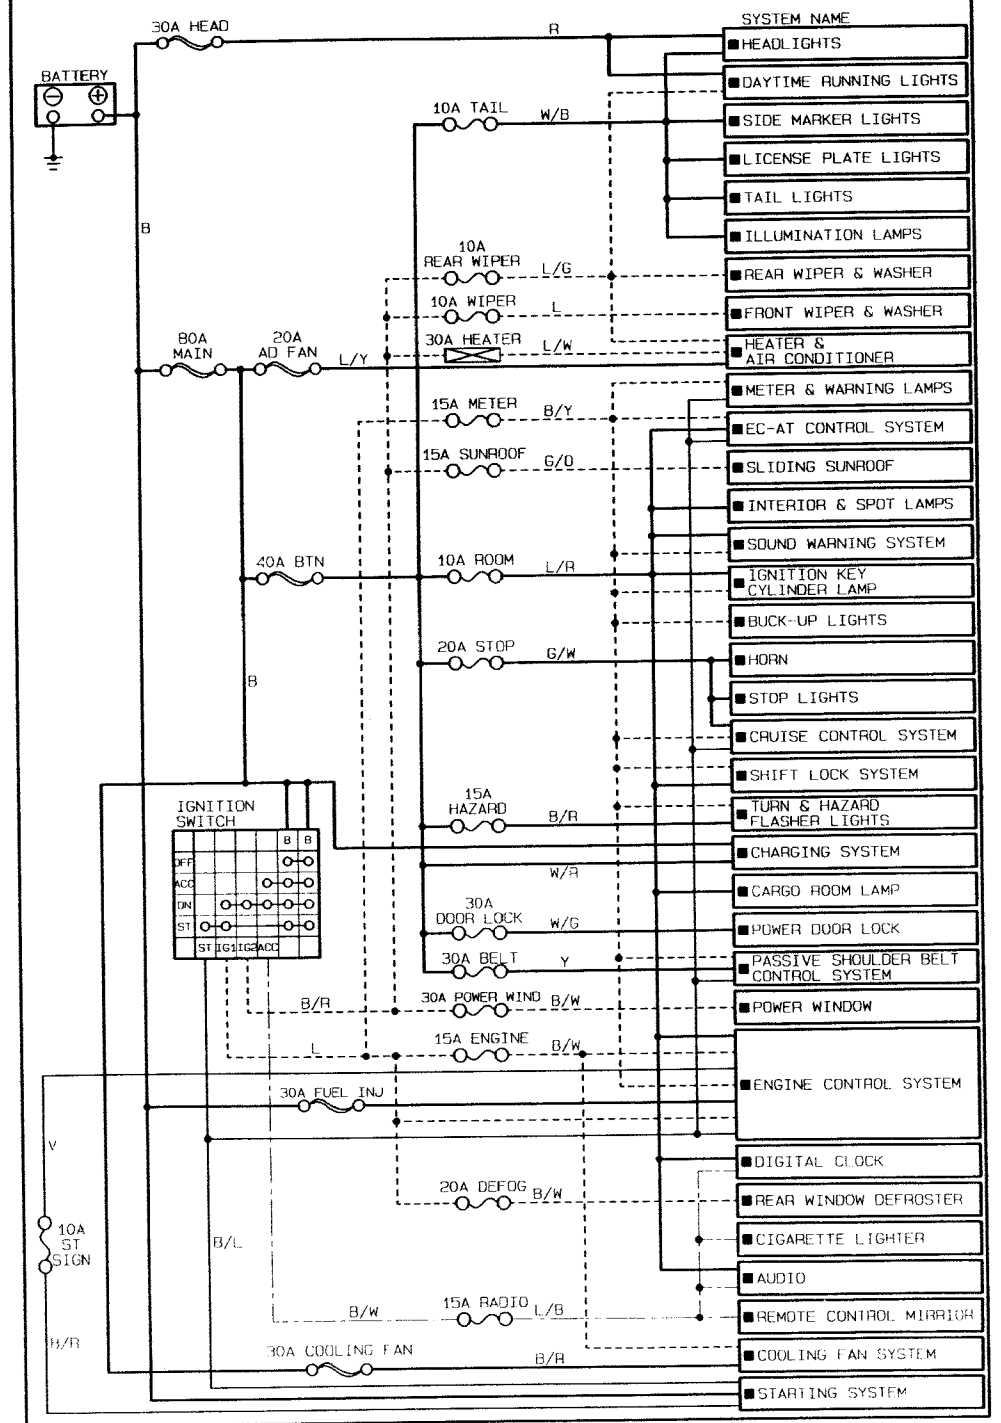 30A HEAD
R
SYSTEM NAME
HEADLIGHTS
BATTERY
DAYTIME RUNNING LIGHTS
10A TAIL
W/B
SIDE MARKER LIGHTS
LICENSE PLATE LIGHTS
TAIL LIGHTS
B
ILLUMINATION LAMPS
10A
REAR WIPER
L/G
REAR WIPER & WASHER
10A WIPER
L
FRONT WIPER & WASHER
80A
MAIN
20A
AD FAN
L/Y
30A HEATER
L/W
HEATER &
AIR CONDITIONER
METER & WARNING LAMPS
15A METER
B/Y
EC-AT CONTROL SYSTEM
15A SUNROOF
G/O
SLIDING SUNROOF
INTERIOR & SPOT LAMPS
SOUND WARNING SYSTEM
40A BTN
10A ROOM
L/R
IGNITION KEY
CYLINDER LAMP
BUCK-UP LIGHTS
20A STOP
G/W
HORN
B
STOP LIGHTS
CRUISE CONTROL SYSTEM
SHIFT LOCK SYSTEM
IGNITION
SWITCH
15A
HAZARD
B/R
TURN & HAZARD
FLASHER LIGHTS
B B
OFF
ACC
ON
ST
ST IG1 IG2 ACC
CHARGING SYSTEM
W/R
CARGO ROOM LAMP
30A
DOOR LOCK
W/G
POWER DOOR LOCK
30A BELT
Y
PASSIVE SHOULDER BELT
CONTROL SYSTEM
B/R
30A POWER WIND
B/W
POWER WINDOW
L
15A ENGINE
B/W
ENGINE CONTROL SYSTEM
30A FUEL INJ
V
DIGITAL CLOCK
20A DEFOG
B/W
REAR WINDOW DEFROSTER
10A
ST
SIGN
B/L
CIGARETTE LIGHTER
AUDIO
B/W
15A RADIO
L/B
REMOTE CONTROL MIRRIOR
B/R
30A COOLING FAN
B/R
COOLING FAN SYSTEM
STARTING SYSTEM